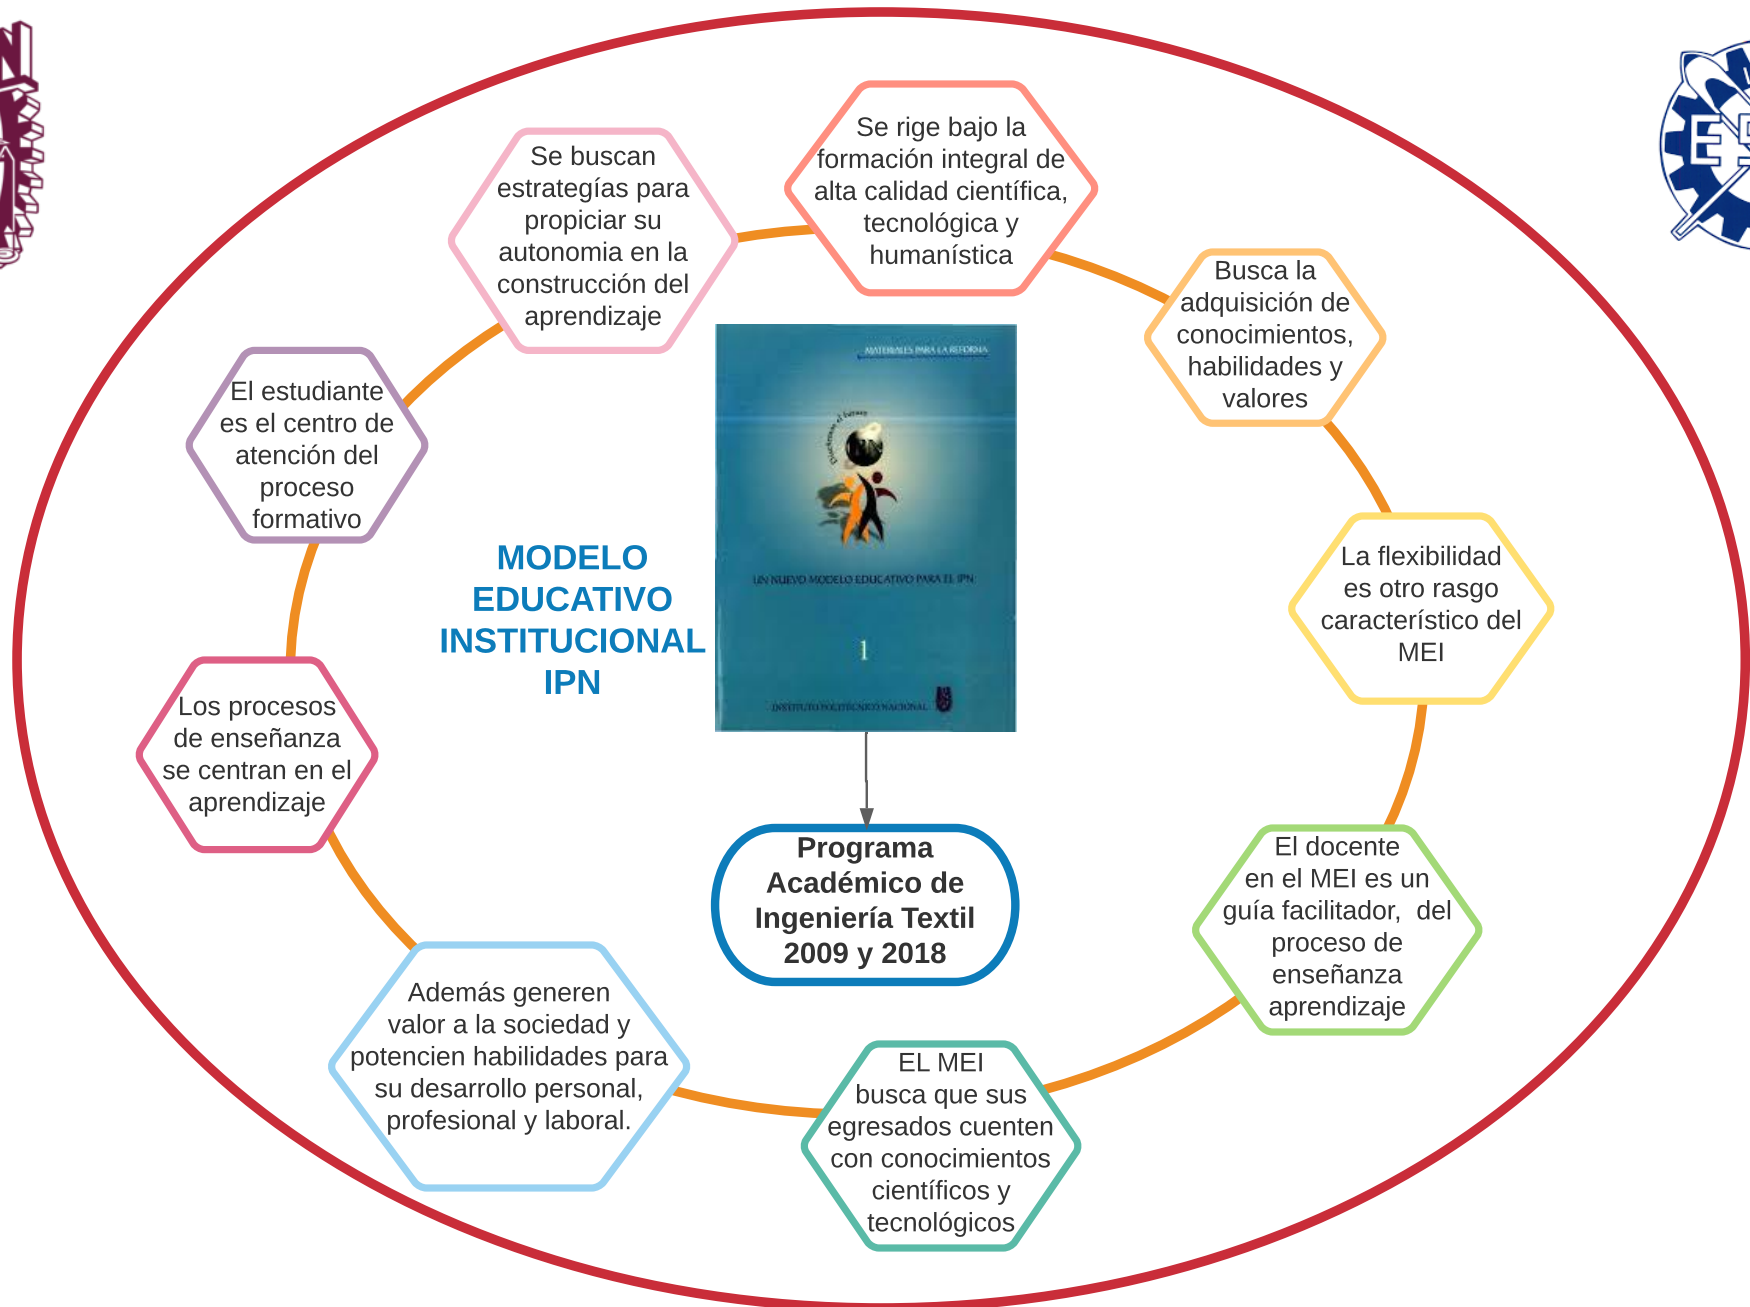 Se rige bajo la
formación integral de
alta calidad científica,
tecnológica y
humanística
Se buscan
estrategías para
propiciar su
autonomia en la
construcción del
aprendizaje
Busca la
adquisición de
conocimientos,
habilidades y
valores
El estudiante
es el centro de
atención del
proceso
formativo
MATERIALES PARA LA REFORMA
UN NUEVO MODELO EDUCATIVO PARA EL IPN
1
INSTITUTO POLITÉCNICO NACIONAL
MODELO
EDUCATIVO
INSTITUCIONAL
IPN
La flexibilidad
es otro rasgo
característico del
MEI
Los procesos
de enseñanza
se centran en el
aprendizaje
Programa
Académico de
Ingeniería Textil
2009 y 2018
El docente
en el MEI es un
guía facilitador,  del
proceso de
enseñanza
aprendizaje
Además generen
valor a la sociedad y
potencien habilidades para
su desarrollo personal,
profesional y laboral.
EL MEI
busca que sus
egresados cuenten
con conocimientos
científicos y
tecnológicos